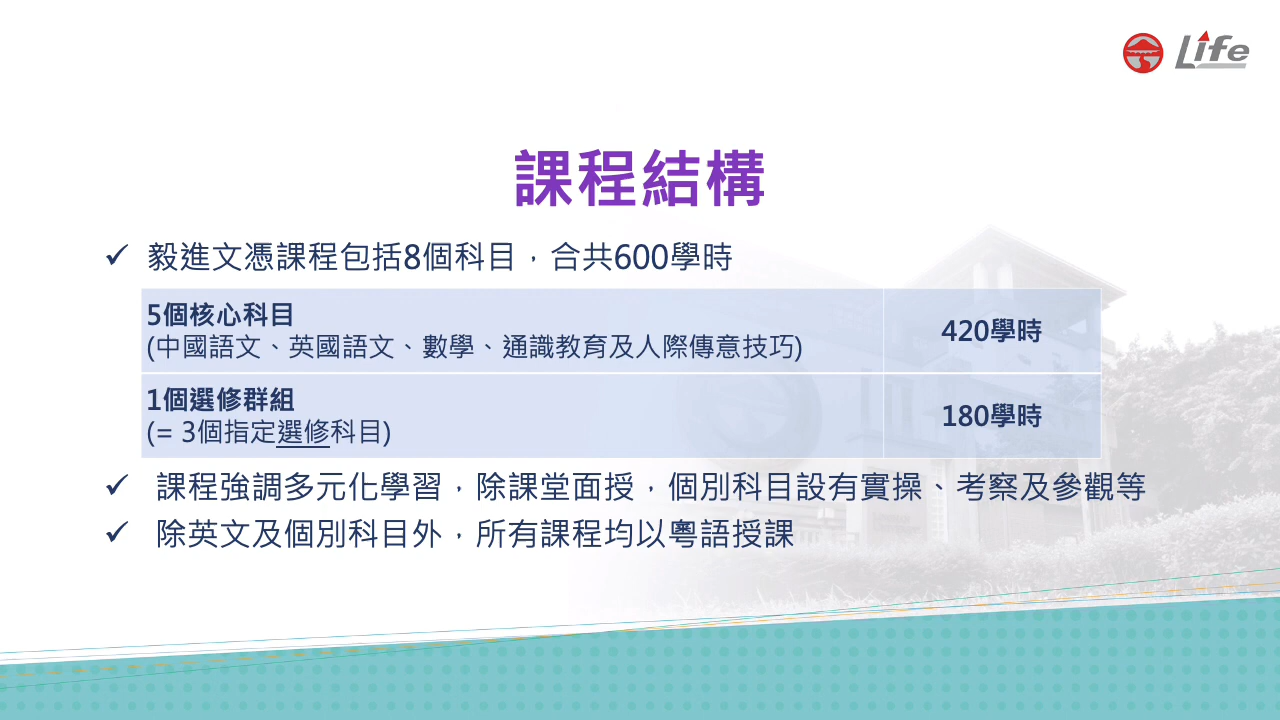 Life
課程結構
✓ 毅進文憑課程包括8個科目，合共600學時
5個核心科目
(中國語文、英國語文、數學、通識教育及人際傳意技巧)
420學時
1個選修群組
(= 3個指定選修科目)
180學時
✓ 課程強調多元化學習，除課堂面授，個別科目設有實操、考察及參觀等
✓ 除英文及個別科目外，所有課程均以粵語授課